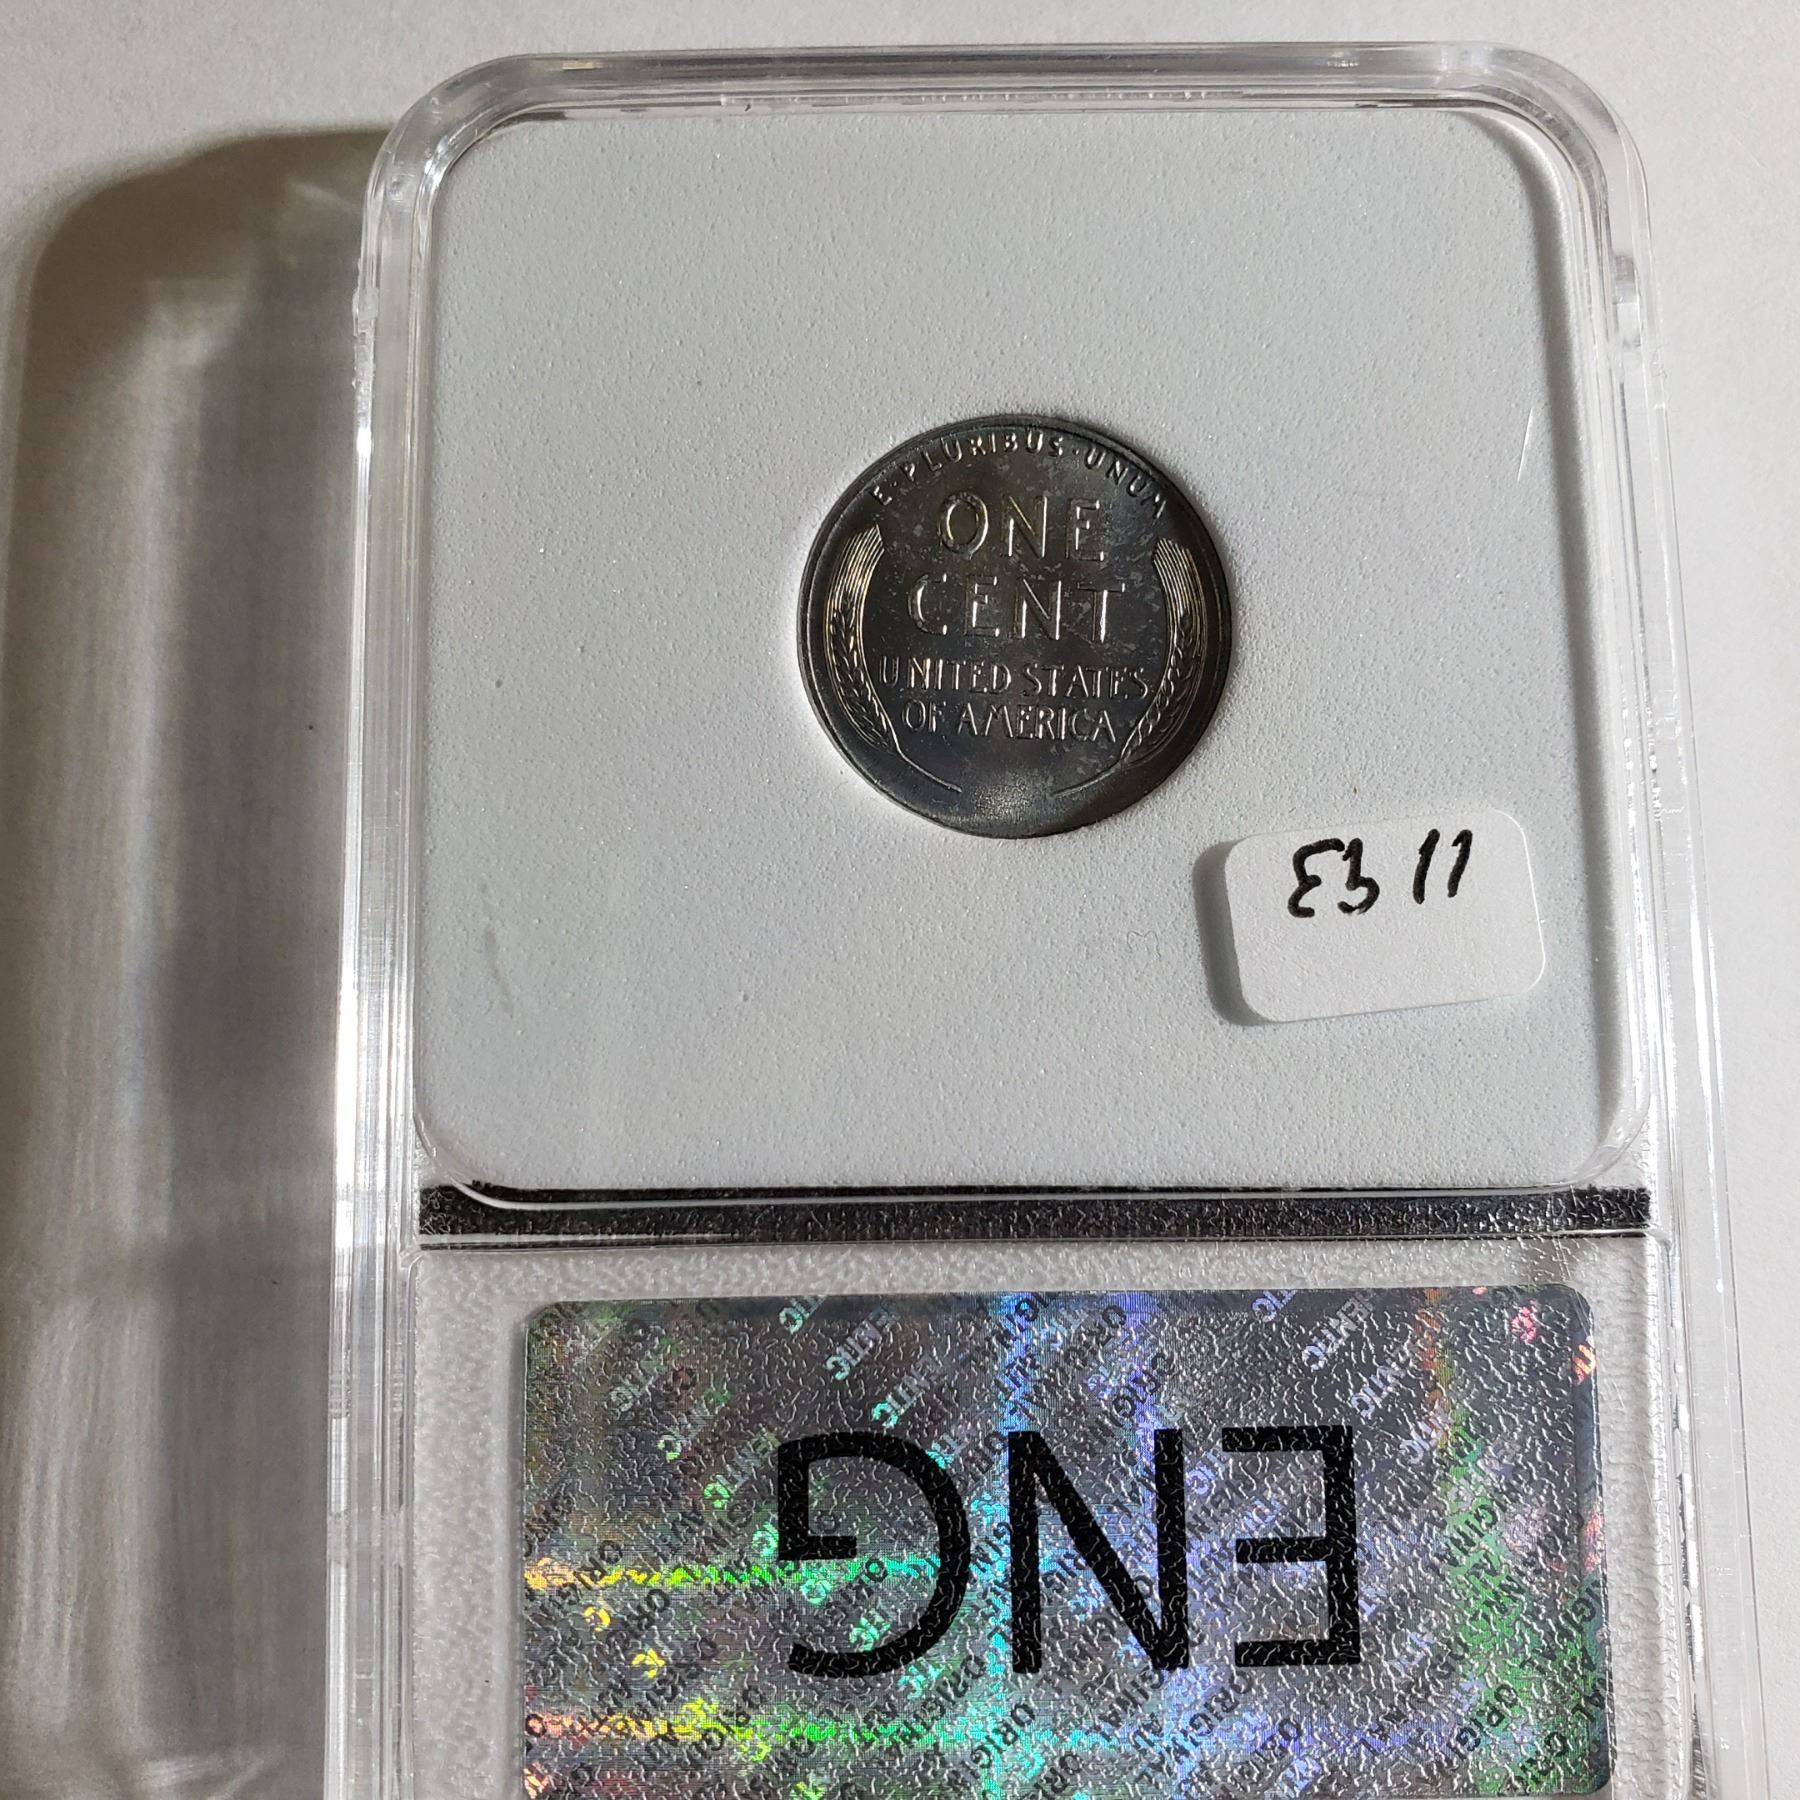 E·PLURIBUS·UNUM
ONE
CENT
UNITED STATES
OF AMERICA
E3 11
ENG